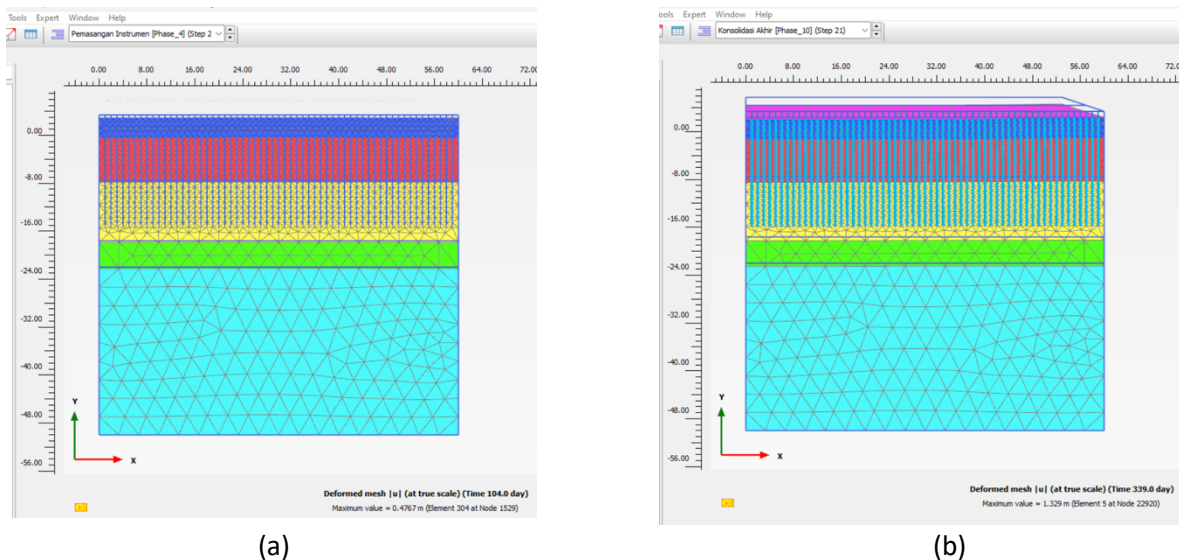 Tools Expert Window Help
Pemasangan Instrumen [Phase_4] (Step 2
0.00 8.00 16.00 24.00 32.00 40.00 48.00 56.00 64.00 72.00
0.00
-8.00
-16.00
-24.00
-32.00
-40.00
-48.00
-56.00
Y
X
Deformed mesh |u| (at true scale) (Time 104.0 day)
Maximum value = 0.4767 m (Element 304 at Node 1529)
(a)
ools Expert Window Help
Konsolidasi Akhir [Phase_10] (Step 21)
0.00 8.00 16.00 24.00 32.00 40.00 48.00 56.00 64.00 72.0
0.00
-8.00
-16.00
-24.00
-32.00
-40.00
-48.00
-56.00
Y
X
Deformed mesh |u| (at true scale) (Time 339.0 day)
Maximum value = 1.329 m (Element 5 at Node 22920)
(b)